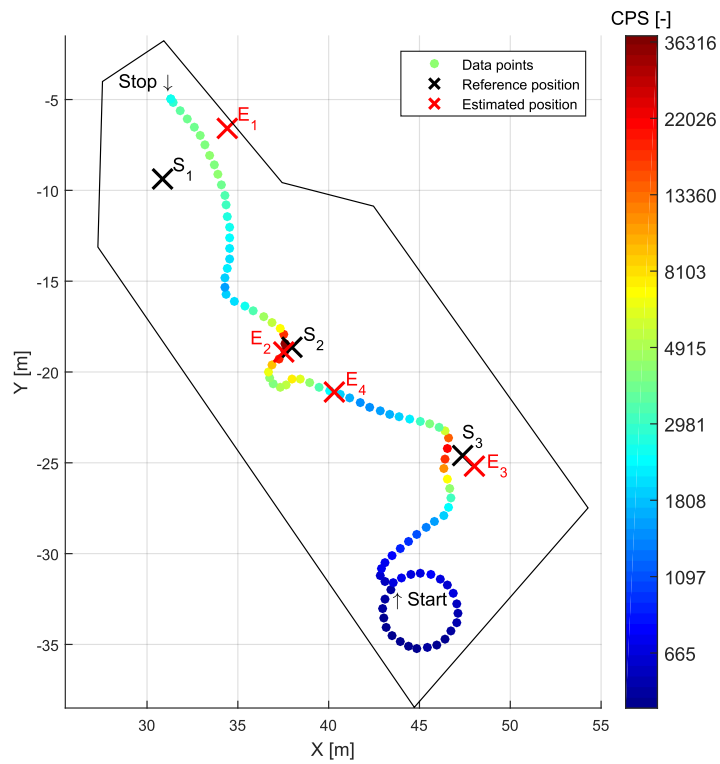 CPS [-]
Data points
Reference position
Estimated position
Stop ↓
E1
S1
E2
S2
E4
S3
E3
↑ Start
-5
-10
-15
-20
-25
-30
-35
Y [m]
30
35
40
45
50
55
X [m]
36316
22026
13360
8103
4915
2981
1808
1097
665